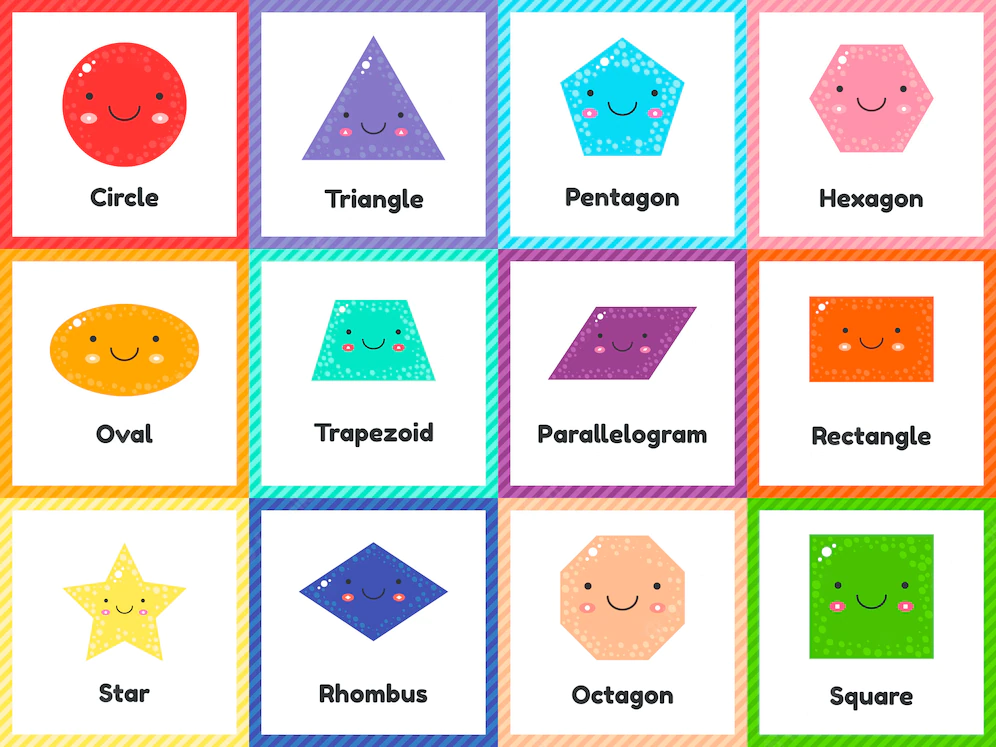 Circle
Triangle
Pentagon
Hexagon
Oval
Trapezoid
Parallelogram
Rectangle
Star
Rhombus
Octagon
Square